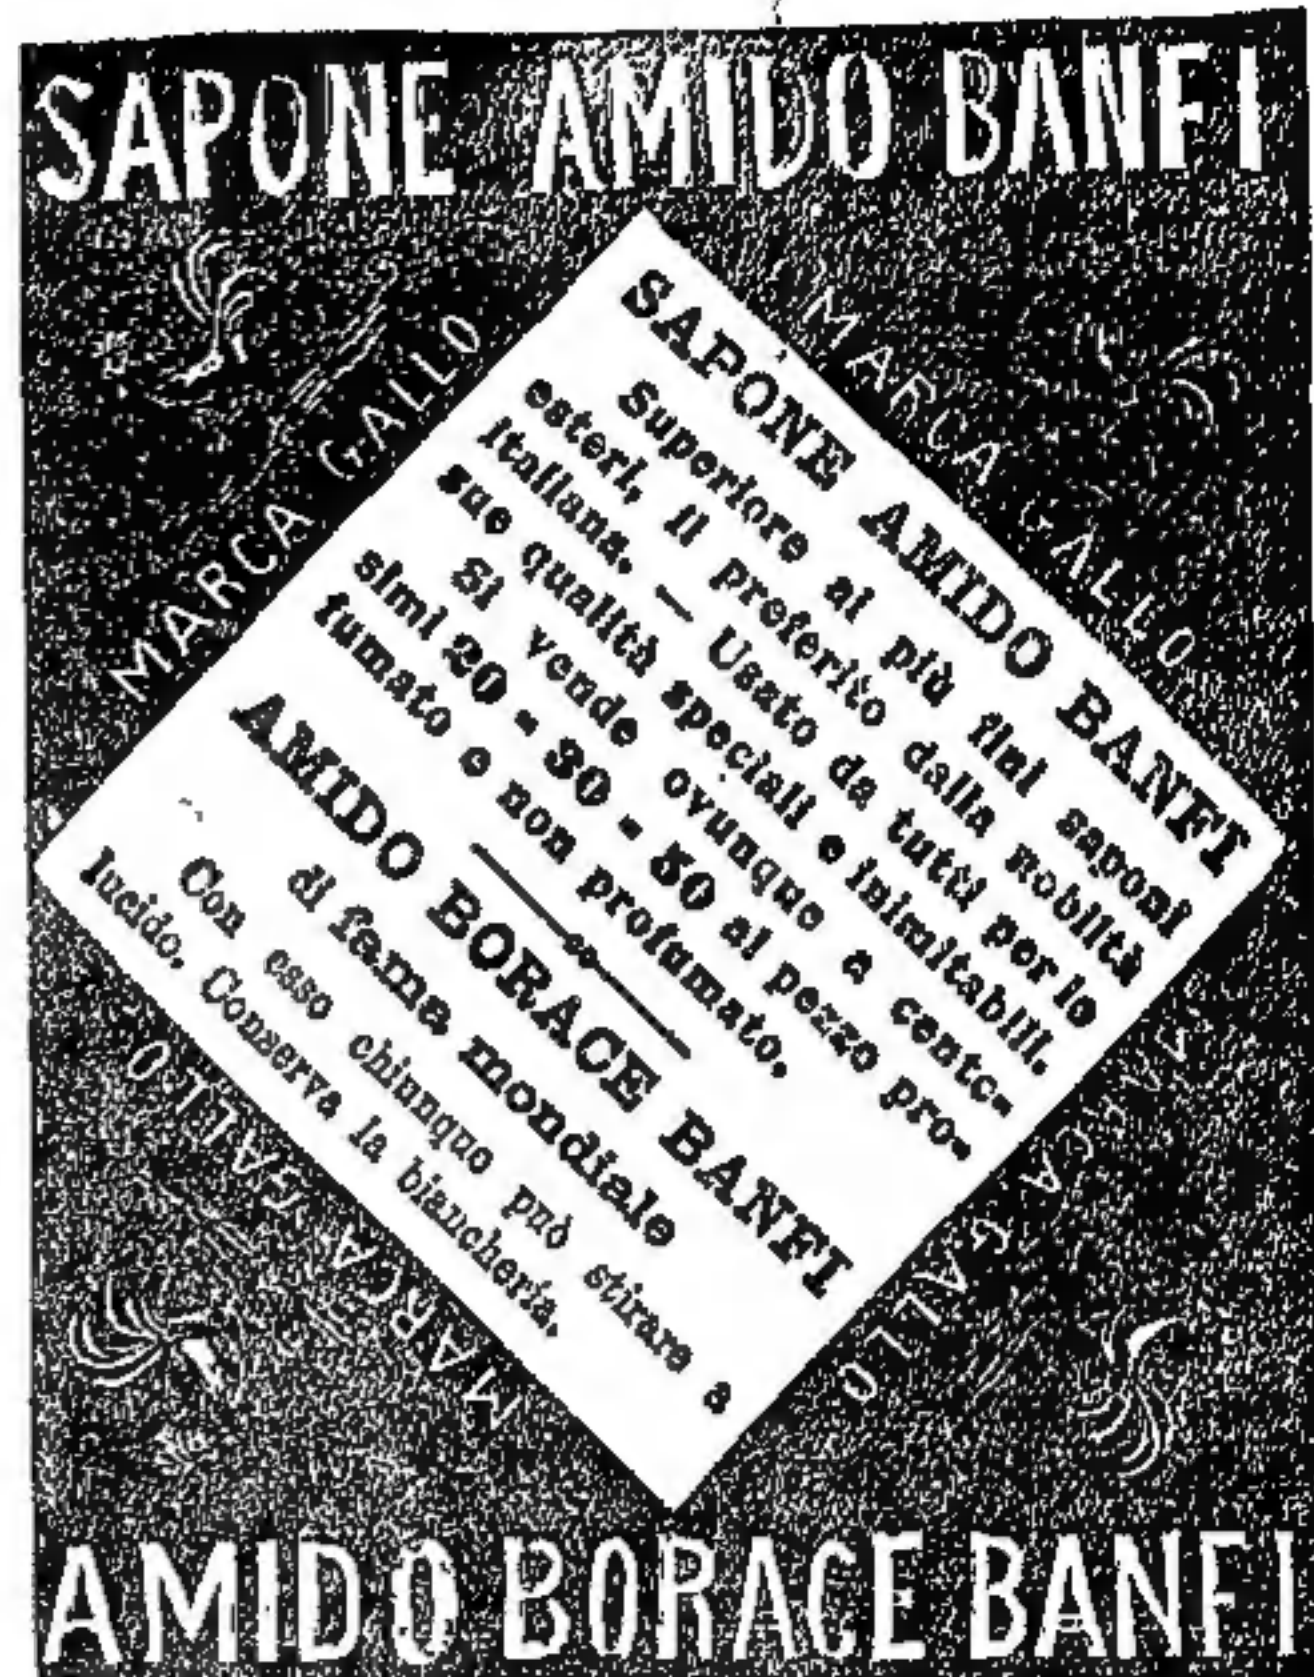 SAPONE AMIDO BANFI
MARCA GALLO
MARCA GALLO
SAPONE AMIDO BANFI
Superiore ai più fini saponi
esteri, il preferito dalla nobiltà
italiana. — Usato da tutti per le
sue qualità speciali e inimitabili.
Si vende ovunque a cente-
simi 20 - 30 - 50 al pezzo pro-
fumato e non profumato.
AMIDO BORACE BANFI
di fama mondiale
Con esso chiunque può stirare a
lucido. Conserva la biancheria.
MARCA GALLO
MARCA GALLO
AMIDO BORACE BANFI